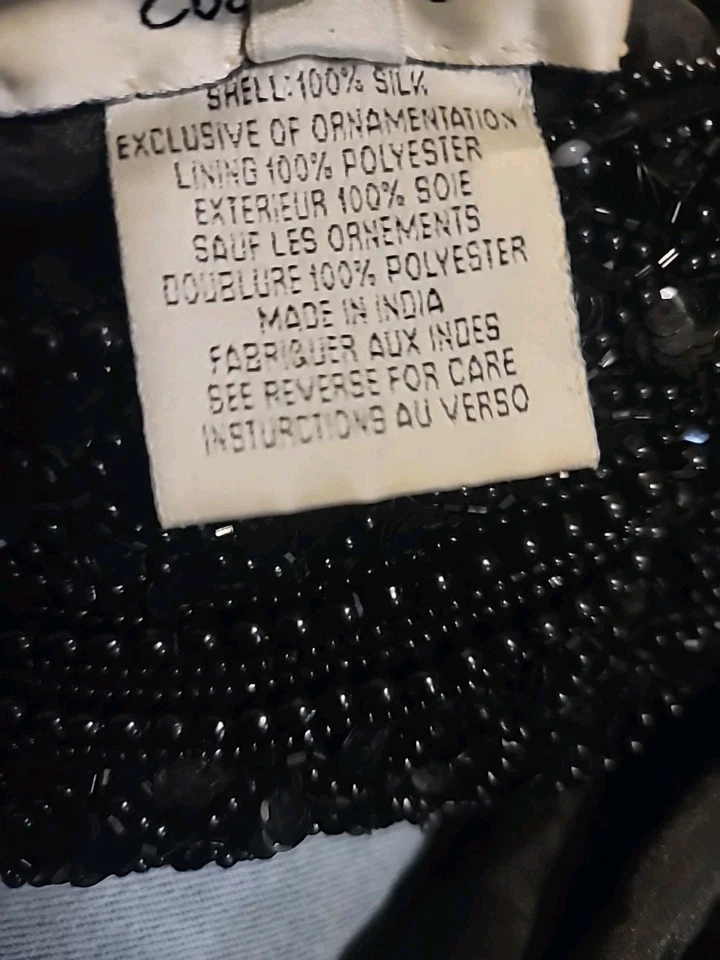 SHELL:100% SILK
EXCLUSIVE OF ORNAMENTATION
LINING 100% POLYESTER
EXTERIEUR 100% SOIE
SAUF LES ORNEMENTS
DOUBLURE 100% POLYESTER
MADE IN INDIA
FABRIGUER AUX INDES
SEE REVERSE FOR CARE
INSTURCTIONS AU VERSO